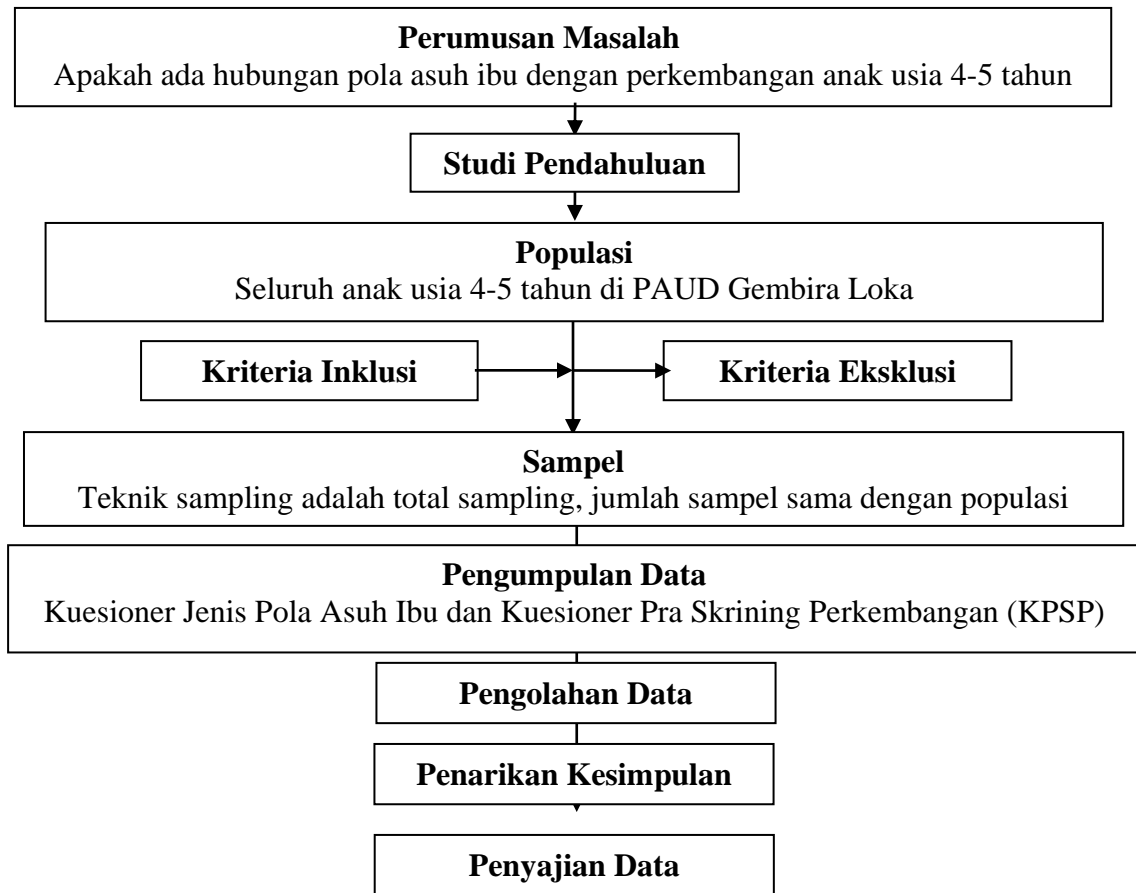 Perumusan Masalah
Apakah ada hubungan pola asuh ibu dengan perkembangan anak usia 4-5 tahun
Studi Pendahuluan
Populasi
Seluruh anak usia 4-5 tahun di PAUD Gembira Loka
Kriteria Inklusi
Kriteria Eksklusi
Sampel
Teknik sampling adalah total sampling, jumlah sampel sama dengan populasi
Pengumpulan Data
Kuesioner Jenis Pola Asuh Ibu dan Kuesioner Pra Skrining Perkembangan (KPSP)
Pengolahan Data
Penarikan Kesimpulan
Penyajian Data